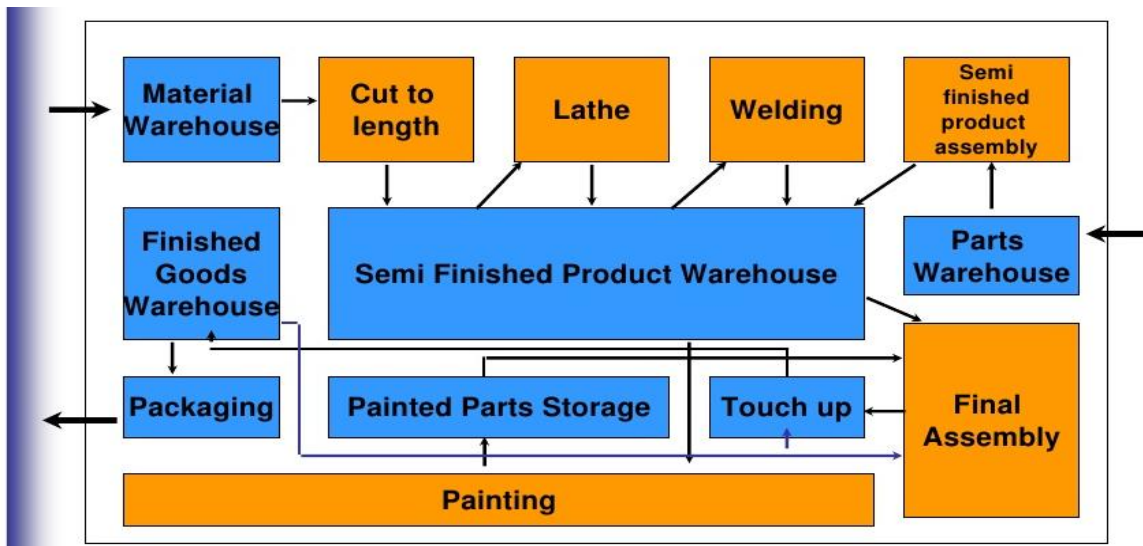 Material
Warehouse
Cut to
length
Lathe
Welding
Semi
finished
product
assembly
Finished
Goods
Warehouse
Semi Finished Product Warehouse
Parts
Warehouse
Packaging
Painted Parts Storage
Touch up
Final
Assembly
Painting